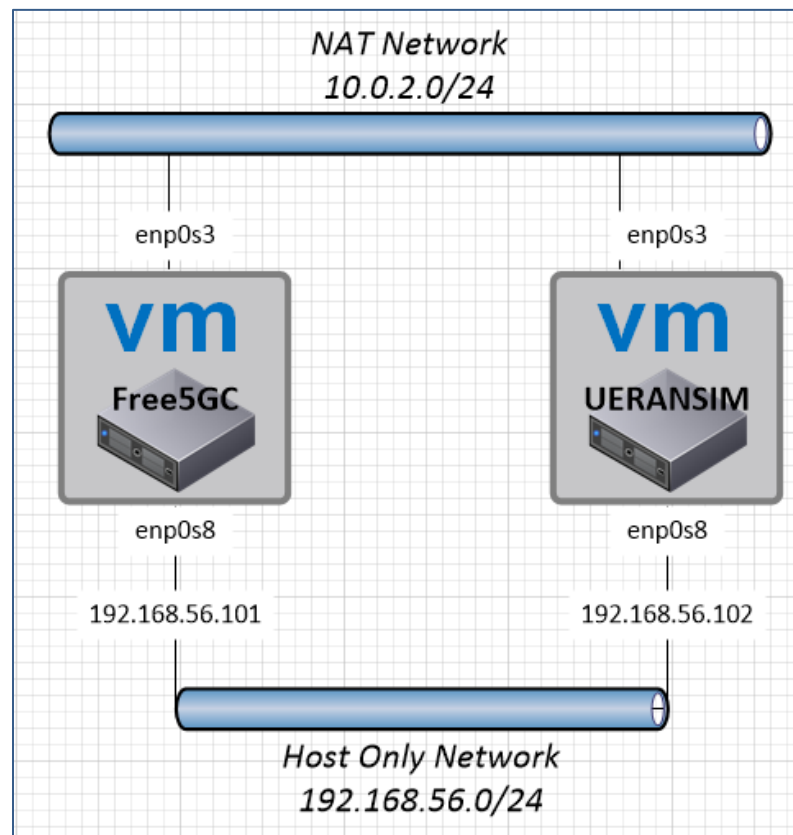 NAT Network
10.0.2.0/24
enp0s3
enp0s3
vm
Free5GC
vm
UERANSIM
enp0s8
enp0s8
192.168.56.101
192.168.56.102
Host Only Network
192.168.56.0/24